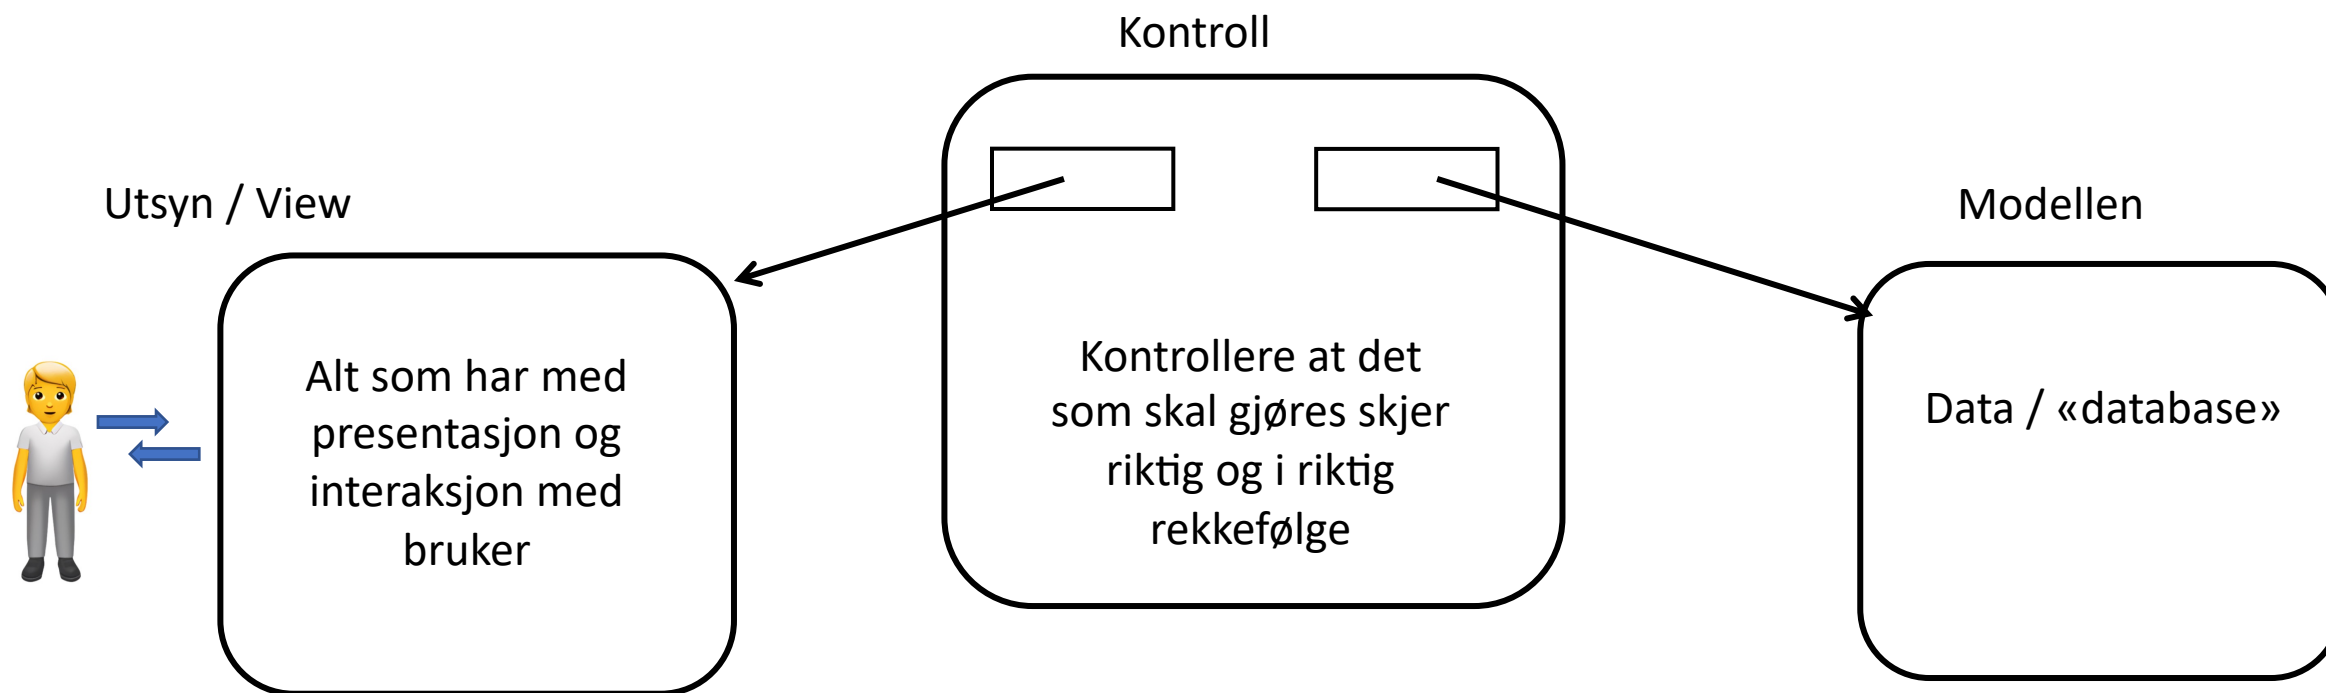 Kontroll
Utsyn / View
Modellen
Alt som har med
presentasjon og
interaksjon med
bruker
Kontrollere at det
som skal gjøres skjer
riktig og i riktig
rekkefølge
Data / «database»